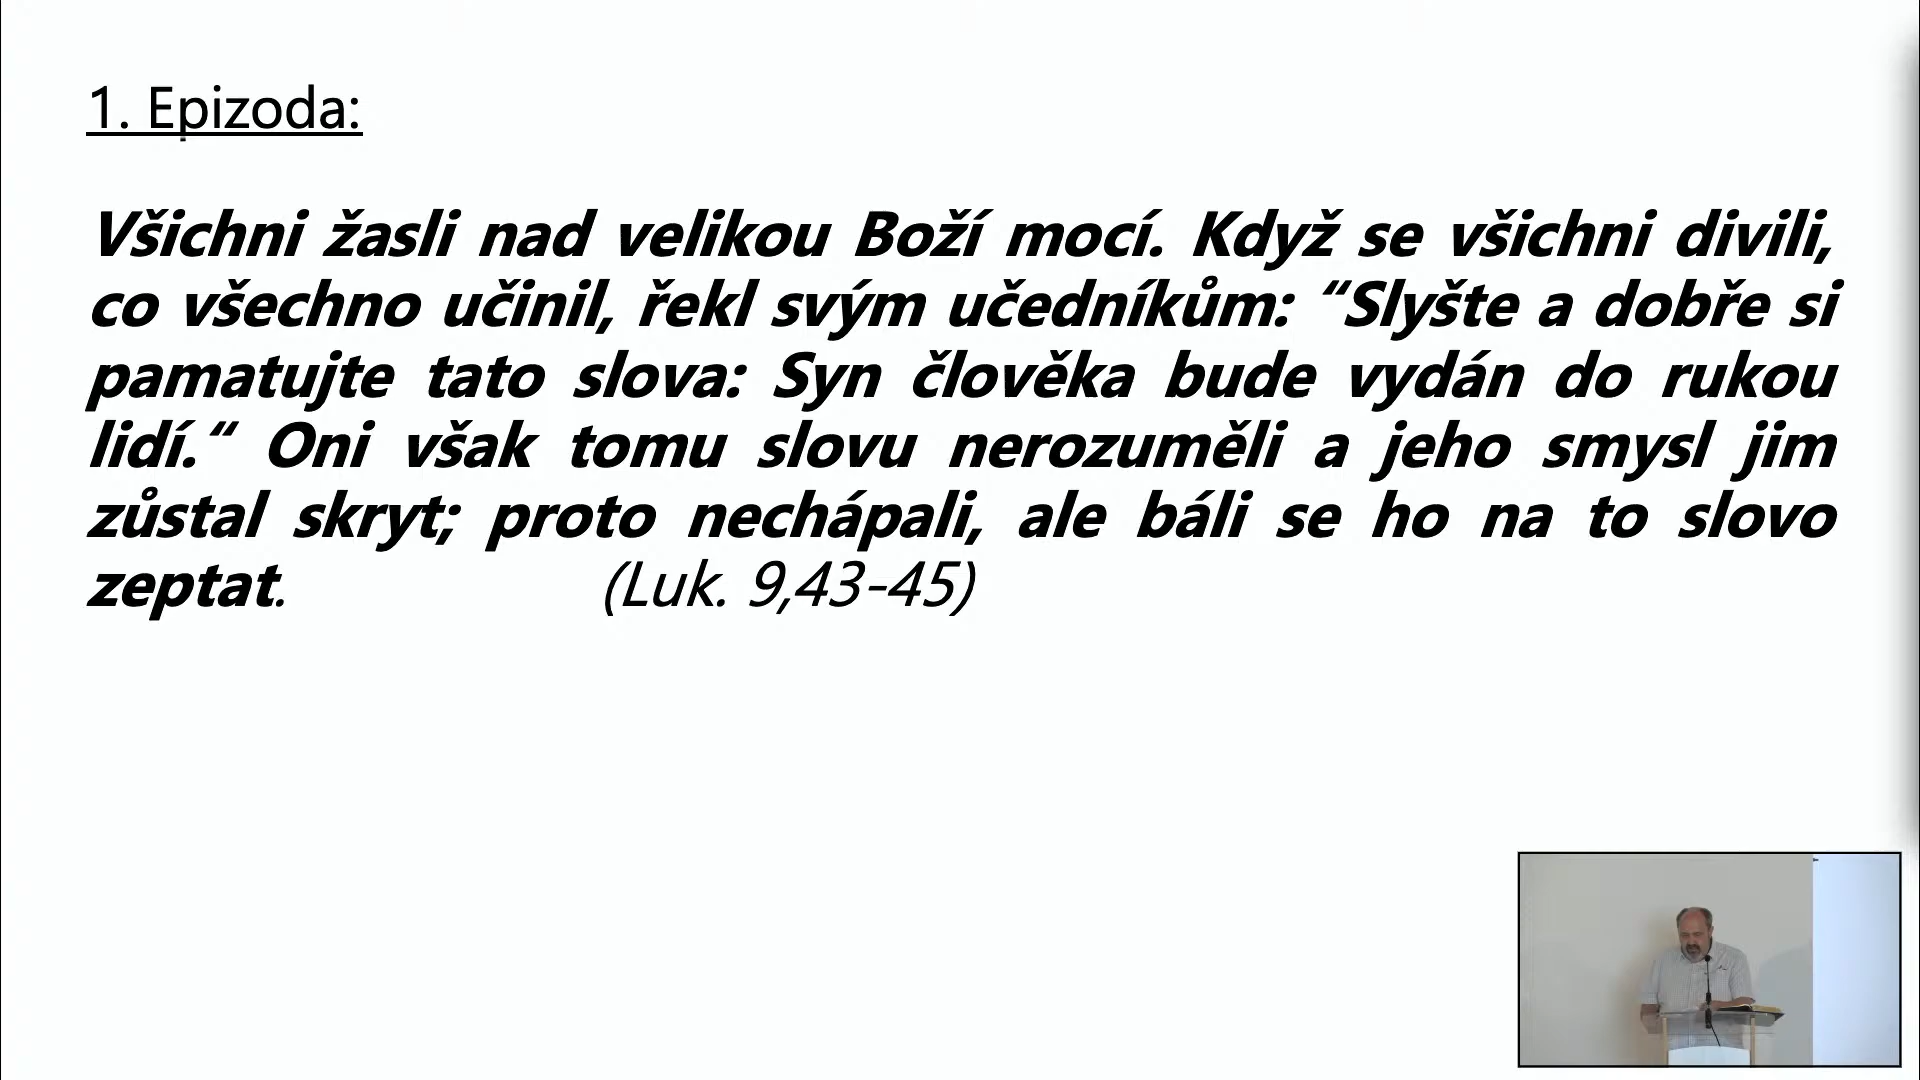 1. Epizoda:
Všichni žasli nad velikou Boží mocí. Když se všichni divili,
co všechno učinil, řekl svým učedníkům: “Slyšte a dobře si
pamatujte tato slova: Syn člověka bude vydán do rukou
lidí.“ Oni však tomu slovu nerozuměli a jeho smysl jim
zůstal skryt; proto nechápali, ale báli se ho na to slovo
zeptat. (Luk. 9,43-45)